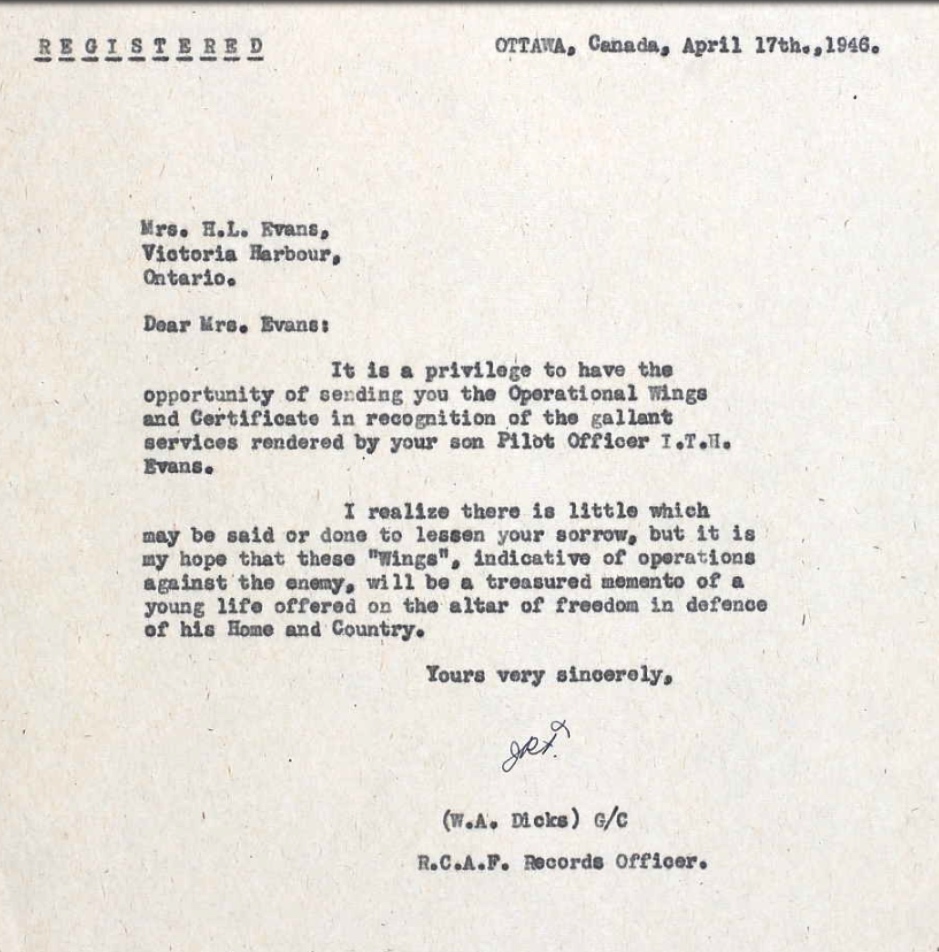 REGISTERED
OTTAWA, Canada, April 17th.,1946.
Mrs. H.L. Evans,
Victoria Harbour,
Ontario.
Dear Mrs. Evans:
It is a privilege to have the
opportunity of sending you the Operational Wings
and Certificate in recognition of the gallant
services rendered by your son Pilot Officer I.T.H.
Evans.
I realize there is little which
may be said or done to lessen your sorrow, but it is
my hope that these "Wings", indicative of operations
against the enemy, will be a treasured memento of a
young life offered on the altar of freedom in defence
of his Home and Country.
Yours very sincerely,
(W.A. Dicks) G/C
R.C.A.F. Records Officer.